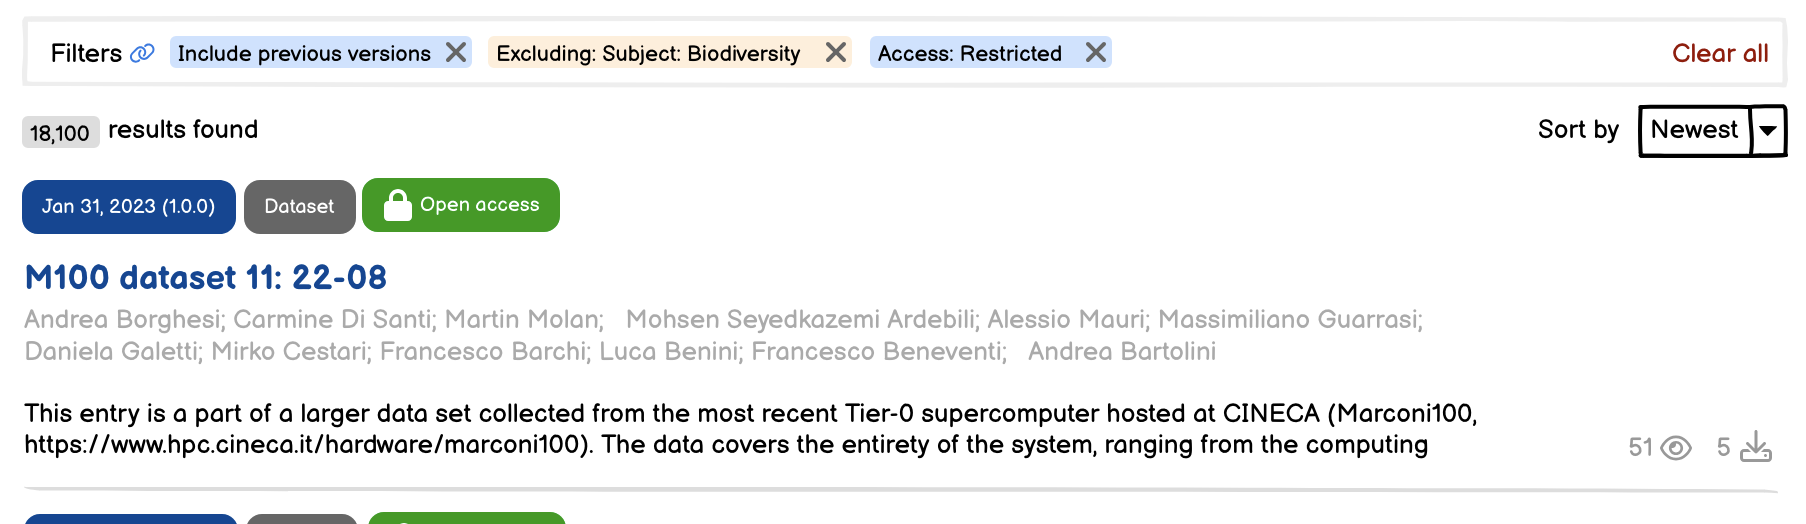 Filters Include previous versions Excluding: Subject: Biodiversity Access: Restricted Clear all
18,100 results found Sort by Newest
Jan 31, 2023 (1.0.0) Dataset Open access
M100 dataset 11: 22-08
Andrea Borghesi; Carmine Di Santi; Martin Molan; Mohsen Seyedkazemi Ardebili; Alessio Mauri; Massimiliano Guarrasi;
Daniela Galetti; Mirko Cestari; Francesco Barchi; Luca Benini; Francesco Beneventi; Andrea Bartolini
This entry is a part of a larger data set collected from the most recent Tier-0 supercomputer hosted at CINECA (Marconi100,
https://www.hpc.cineca.it/hardware/marconi100). The data covers the entirety of the system, ranging from the computing
51 5